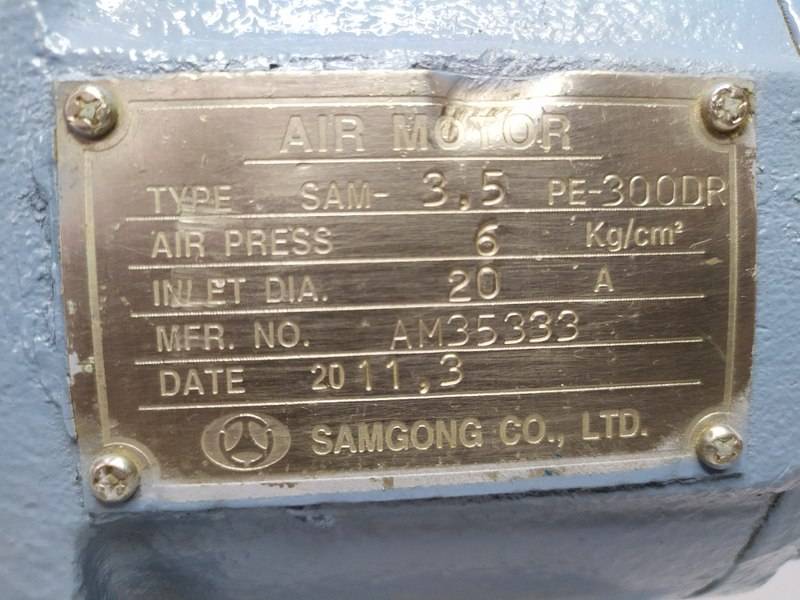 AIR MOTOR
TYPE SAM- 3,5 PE-300DR
AIR PRESS 6 Kg/cm²
INLET DIA. 20 A
MFR. NO. AM35333
DATE 2011,3
SAMGONG CO., LTD.